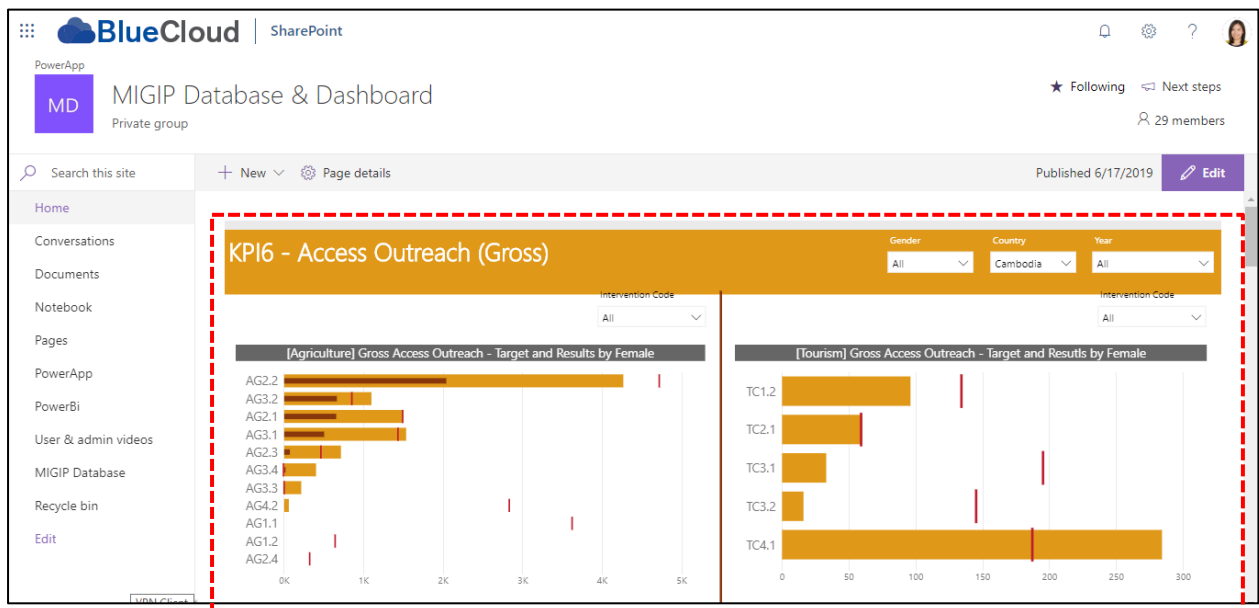 BlueCloud SharePoint
PowerApp
MD
MIGIP Database & Dashboard
Private group
Following Next steps
29 members
Search this site
New Page details
Published 6/17/2019 Edit
Home
Conversations
Documents
Notebook
Pages
PowerApp
PowerBi
User & admin videos
MIGIP Database
Recycle bin
Edit
VPN Client
KPI6 - Access Outreach (Gross)
Gender Country Year
All Cambodia All
Intervention Code
All
[Agriculture] Gross Access Outreach - Target and Results by Female
AG2.2
AG3.2
AG2.1
AG3.1
AG2.3
AG3.4
AG3.3
AG4.2
AG1.1
AG1.2
AG2.4
0K 1K 2K 3K 4K 5K
Intervention Code
All
[Tourism] Gross Access Outreach - Target and Resutls by Female
TC1.2
TC2.1
TC3.1
TC3.2
TC4.1
0 50 100 150 200 250 300